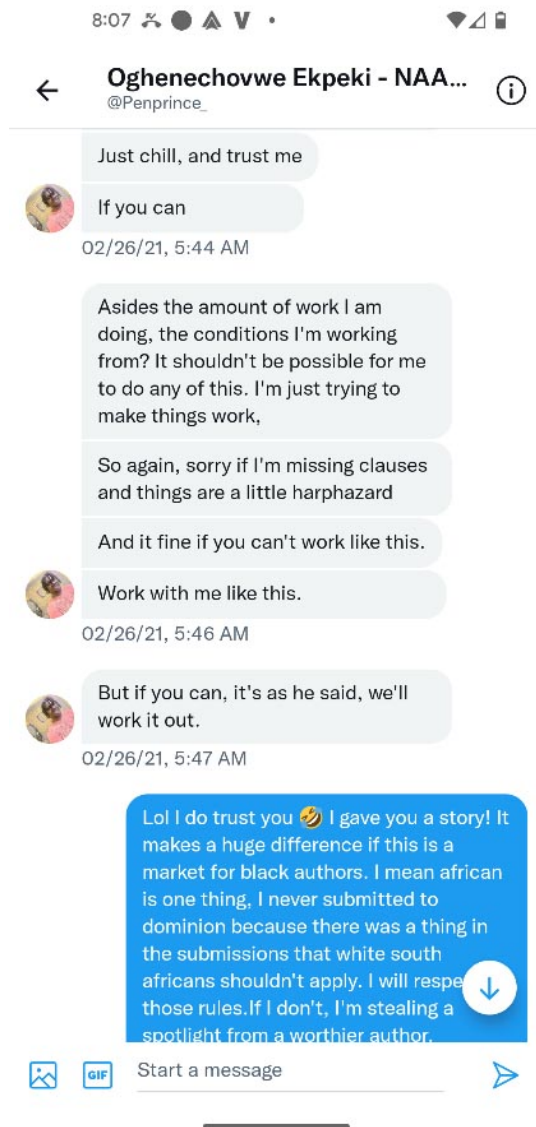 8:07
Oghenechovwe Ekpeki - NAA...
@Penprince_
Just chill, and trust me
If you can
02/26/21, 5:44 AM
Asides the amount of work I am
doing, the conditions I'm working
from? It shouldn't be possible for me
to do any of this. I'm just trying to
make things work,
So again, sorry if I'm missing clauses
and things are a little harphazard
And it fine if you can't work like this.
Work with me like this.
02/26/21, 5:46 AM
But if you can, it's as he said, we'll
work it out.
02/26/21, 5:47 AM
Lol I do trust you 🤣 I gave you a story! It
makes a huge difference if this is a
market for black authors. I mean african
is one thing, I never submitted to
dominion because there was a thing in
the submissions that white south
africans shouldn't apply. I will respe
those rules.If I don't, I'm stealing a
spotlight from a worthier author.
GIF
Start a message